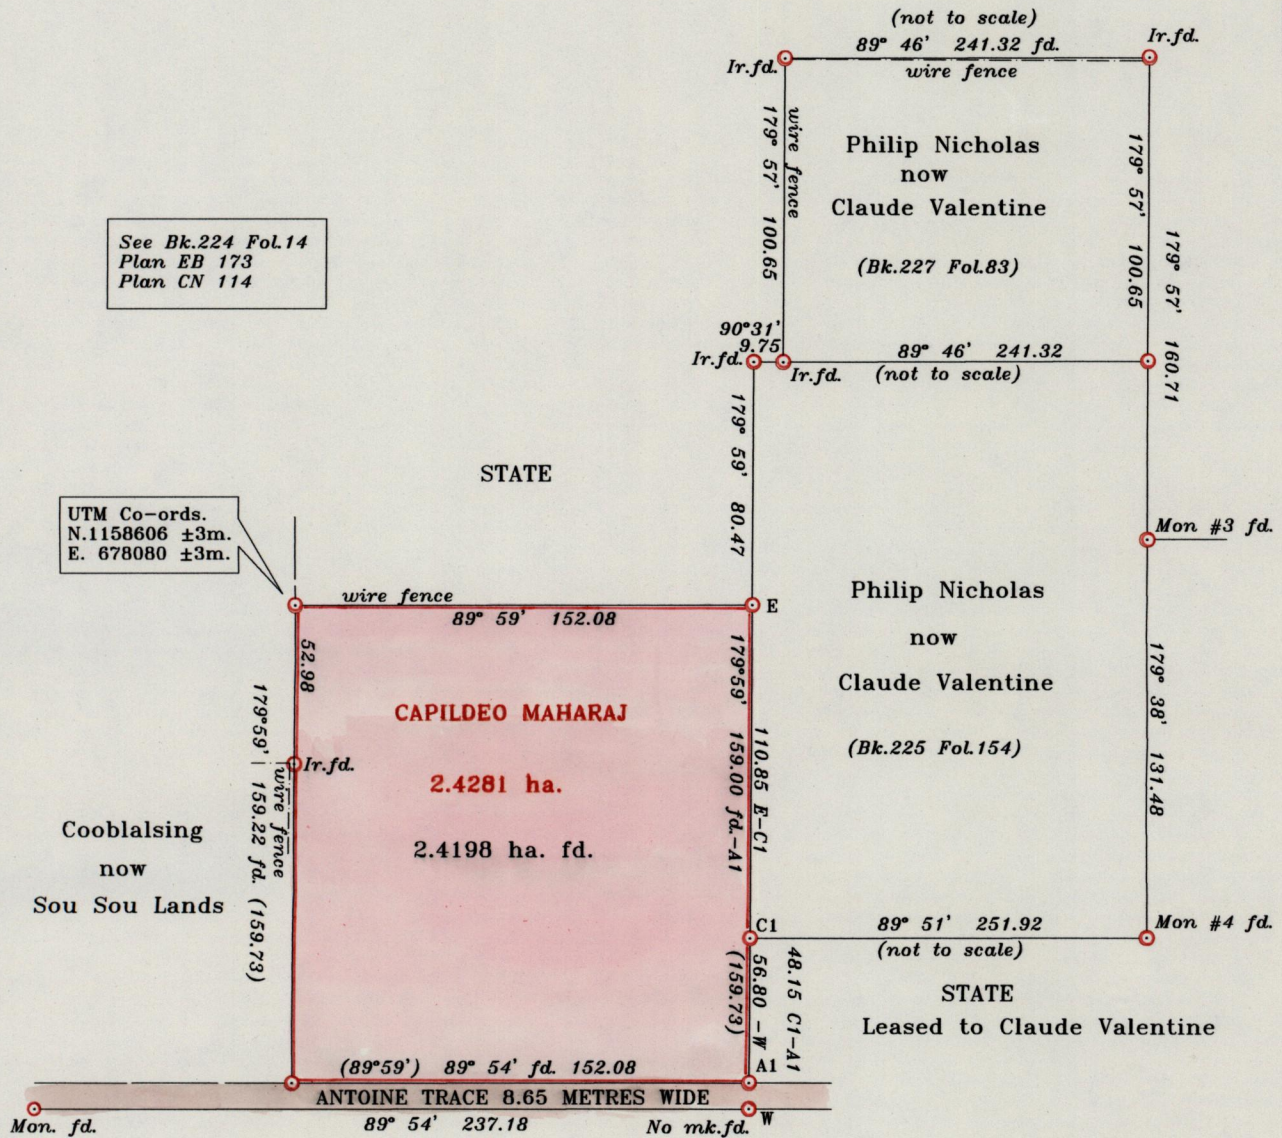 (not to scale)
89° 46' 241.32 fd.
Ir.fd.
Ir.fd.
wire fence
wire fence
179° 57' 100.65
Philip Nicholas
now
Claude Valentine
(Bk.227 Fol.83)
179° 57' 100.65
179° 57' 160.71
See Bk.224 Fol.14
Plan EB 173
Plan CN 114
90°31'
9.75
Ir.fd.
Ir.fd.
89° 46' 241.32
(not to scale)
179° 59' 80.47
STATE
UTM Co-ords.
N.1158606 ±3m.
E. 678080 ±3m.
Mon #3 fd.
wire fence
89° 59' 152.08
E
Philip Nicholas
now
Claude Valentine
(Bk.225 Fol.154)
179° 38' 131.48
52.98
179°59' 159.22 fd. (159.73)
Ir.fd.
wire fence
CAPILDEO MAHARAJ
2.4281 ha.
2.4198 ha. fd.
179°59' 159.00 fd.-A1
110.85 E-C1
(159.73)
Cooblalsing
now
Sou Sou Lands
C1
89° 51' 251.92
(not to scale)
Mon #4 fd.
56.80 -W
48.15 C1-A1
STATE
Leased to Claude Valentine
(89°59') 89° 54' fd. 152.08
A1
ANTOINE TRACE 8.65 METRES WIDE
Mon. fd.
89° 54' 237.18
No mk.fd.
W